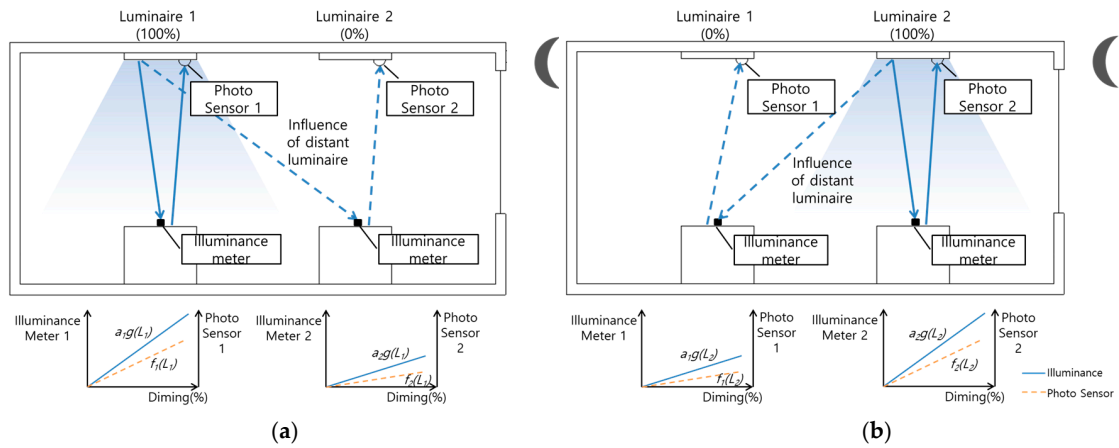 Luminaire 1
(100%)
Luminaire 2
(0%)
Photo
Sensor 1
Photo
Sensor 2
Influence
of distant
luminaire
Illuminance
meter
Illuminance
meter
Illuminance
Meter 1
a₁g(L₁)
f₁(L₁)
Photo
Sensor
1
Diming(%)
Illuminance
Meter 2
a₂g(L₁)
f₂(L₁)
Photo
Sensor
2
Diming(%)
(a)
Luminaire 1
(0%)
Luminaire 2
(100%)
Photo
Sensor 1
Photo
Sensor 2
Influence
of distant
luminaire
Illuminance
meter
Illuminance
meter
Illuminance
Meter 1
a₁g(L₂)
f₁(L₂)
Photo
Sensor
1
Diming(%)
Illuminance
Meter 2
a₂g(L₂)
f₂(L₂)
Photo
Sensor
2
Diming(%)
Illuminance
Photo Sensor
(b)